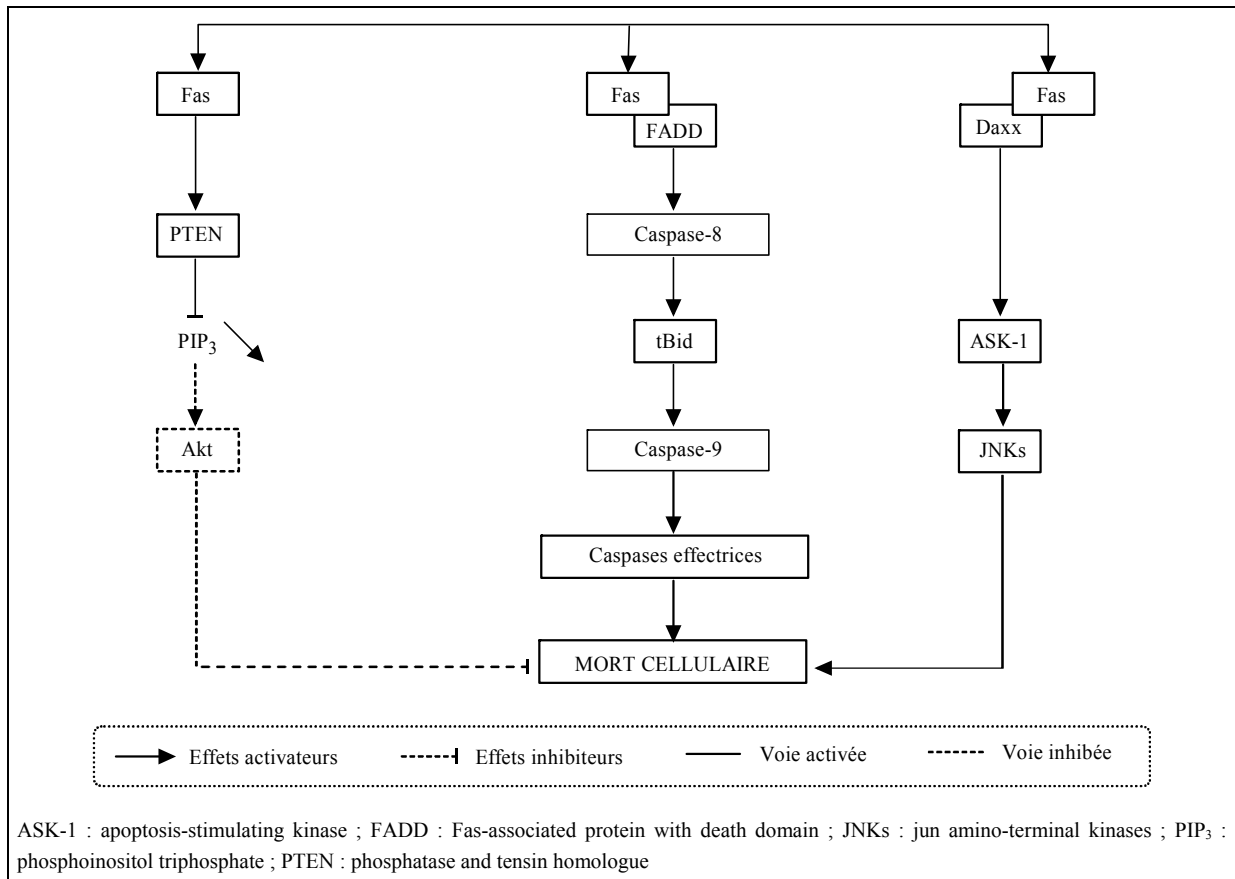 Fas
Fas
Fas
FADD
Daxx
PTEN
Caspase-8
PIP3
tBid
ASK-1
Akt
Caspase-9
JNKs
Caspases effectrices
MORT CELLULAIRE
Effets activateurs
Effets inhibiteurs
Voie activée
Voie inhibée
ASK-1 : apoptosis-stimulating kinase ; FADD : Fas-associated protein with death domain ; JNKs : jun amino-terminal kinases ; PIP3 :
phosphoinositol triphosphate ; PTEN : phosphatase and tensin homologue